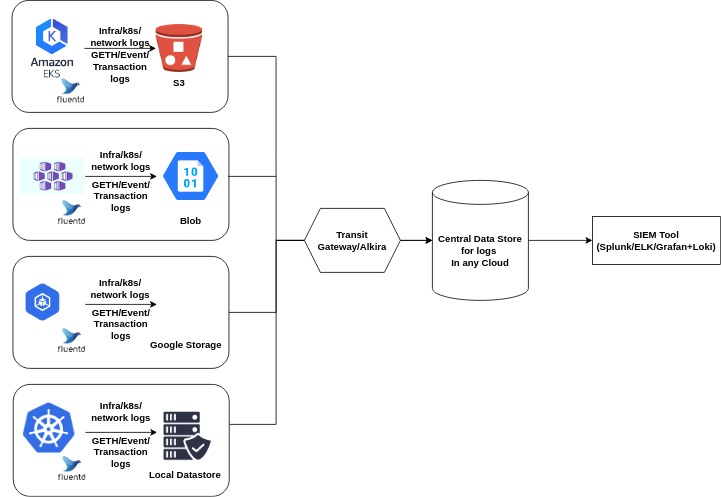 Infra/k8s/
network logs
GETH/Event/
Transaction
logs
Amazon
EKS
fluentd
S3
Infra/k8s/
network logs
GETH/Event/
Transaction
logs
fluentd
10
01
Blob
Infra/k8s/
network logs
GETH/Event/
Transaction
logs
fluentd
Google Storage
Infra/k8s/
network logs
GETH/Event/
Transaction
logs
fluentd
Local Datastore
Transit
Gateway/Alkira
Central Data Store
for logs
In any Cloud
SIEM Tool
(Splunk/ELK/Grafan+Loki)